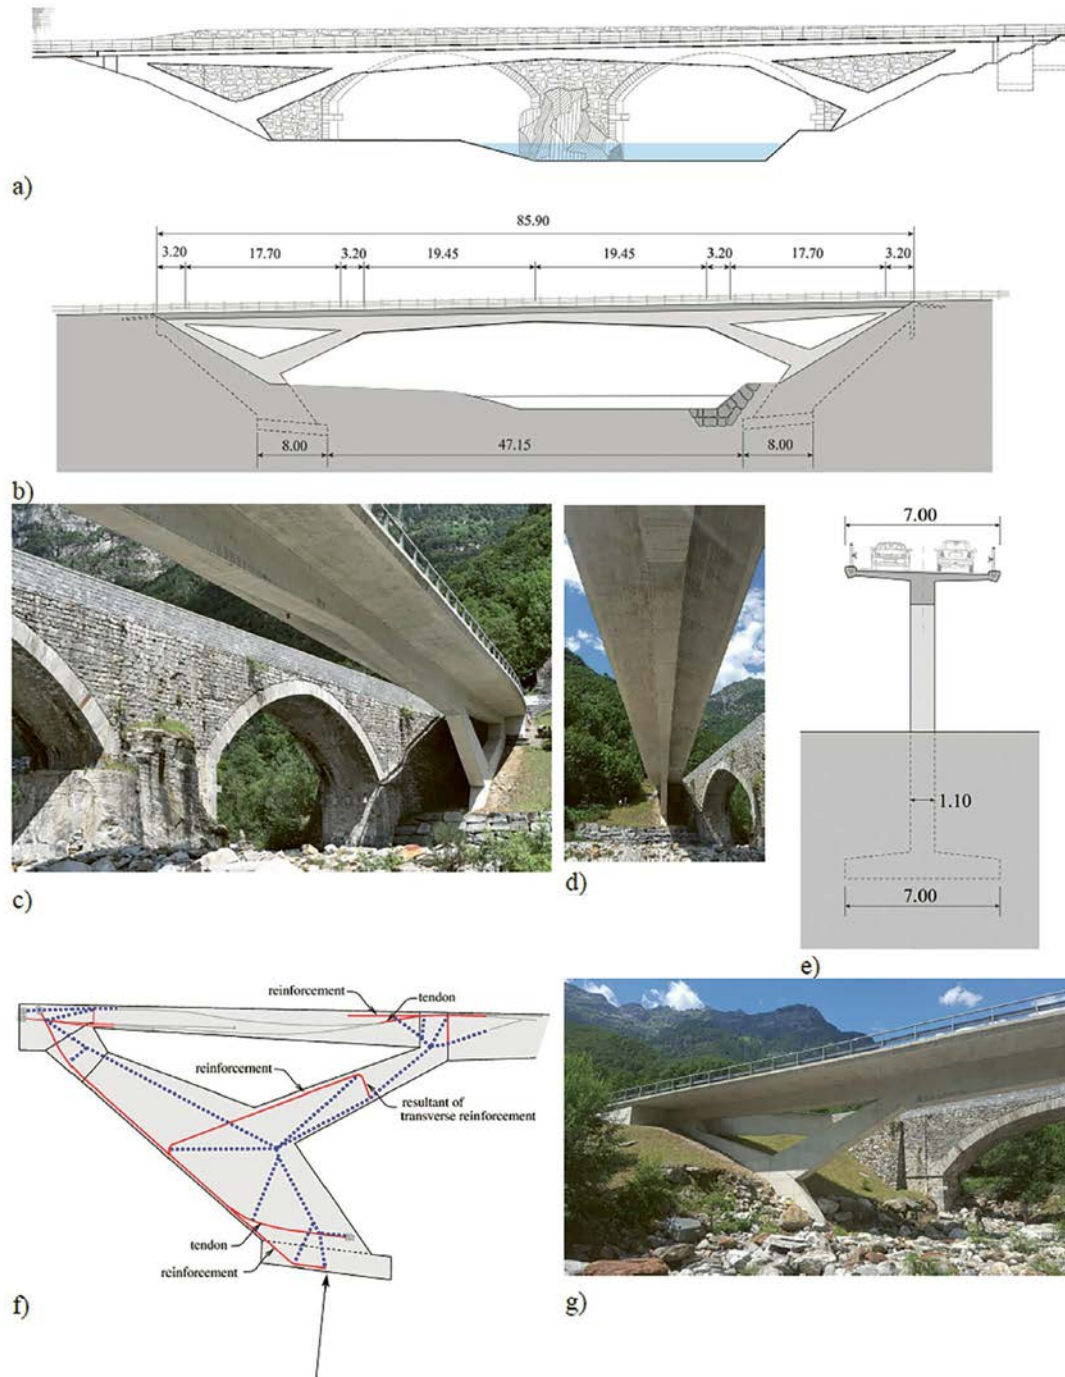 a)
85.90
3.20 17.70 3.20 19.45 19.45 3.20 17.70 3.20
8.00 47.15 8.00
b)
7.00
1.10
7.00
c)
d)
e)
reinforcement
tendon
reinforcement
resultant of
transverse reinforcement
tendon
reinforcement
f)
g)